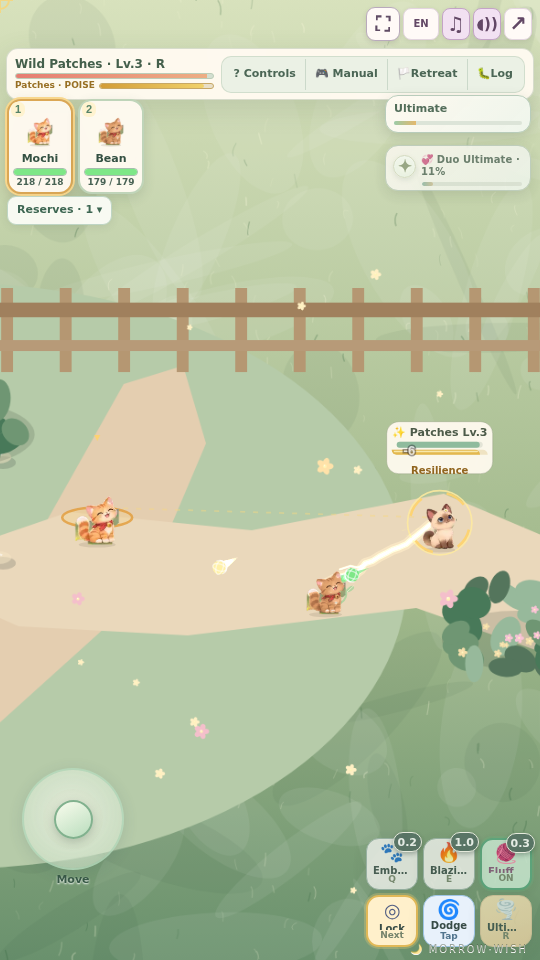 EN
Wild Patches · Lv.3 · R
Patches · POISE
? Controls
Manual
Retreat
Log
1
Mochi
218 / 218
2
Bean
179 / 179
Reserves · 1 ▾
Ultimate
Duo Ultimate ·
11%
Patches Lv.3
-6
Resilience
Move
0.2
Emb…
Q
1.0
Blazi…
E
0.3
Fluff
ON
Lock
Next
Dodge
Tap
Ulti…
R
MORROW-WISH